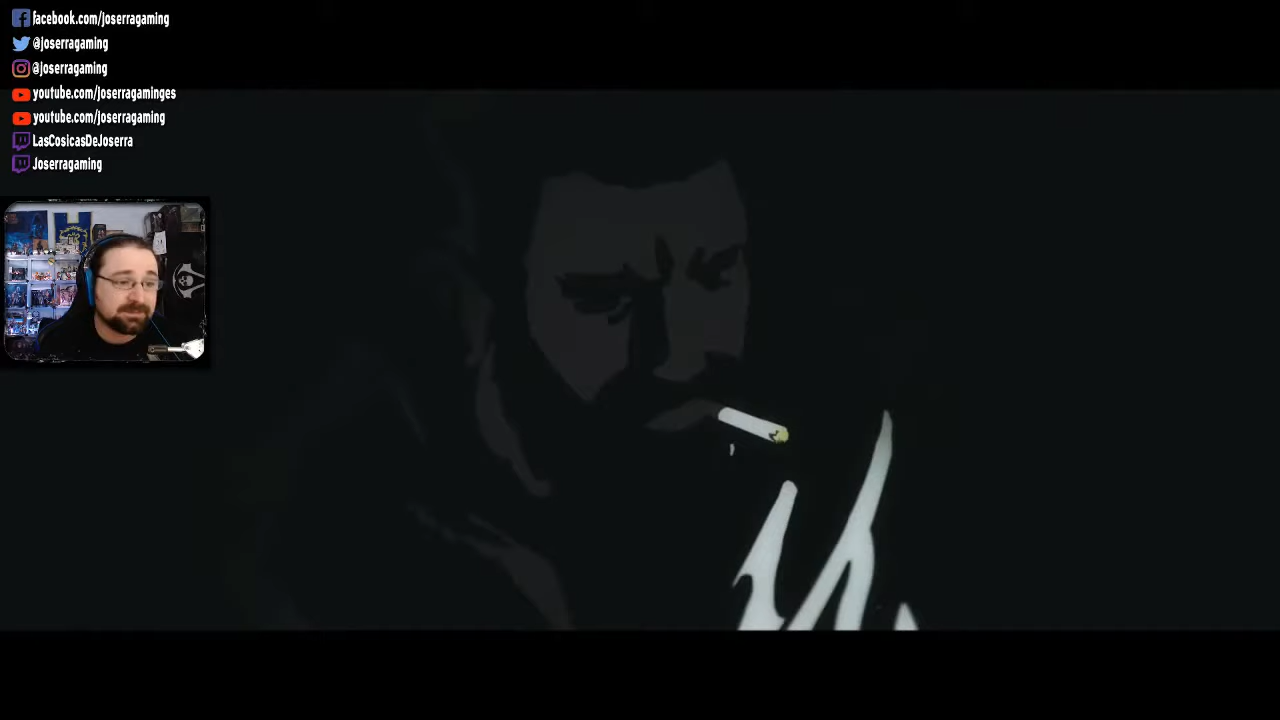 facebook.com/joserragaming
@joserragaming
@joserragaming
youtube.com/joserragaminges
youtube.com/joserragaming
LasCosicasDeJoserra
Joserragaming